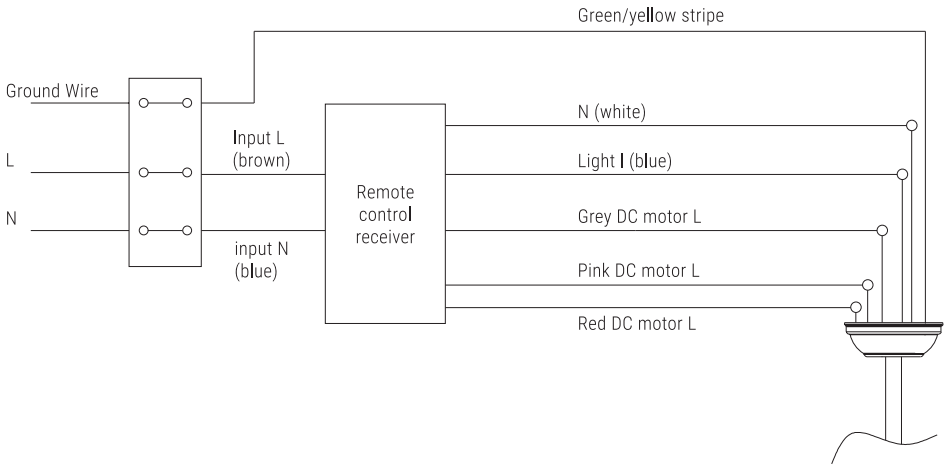 Green/yellow stripe
Ground Wire
N (white)
Input L
(brown)
L
Light I (blue)
Remote
control
receiver
N
Grey DC motor L
input N
(blue)
Pink DC motor L
Red DC motor L